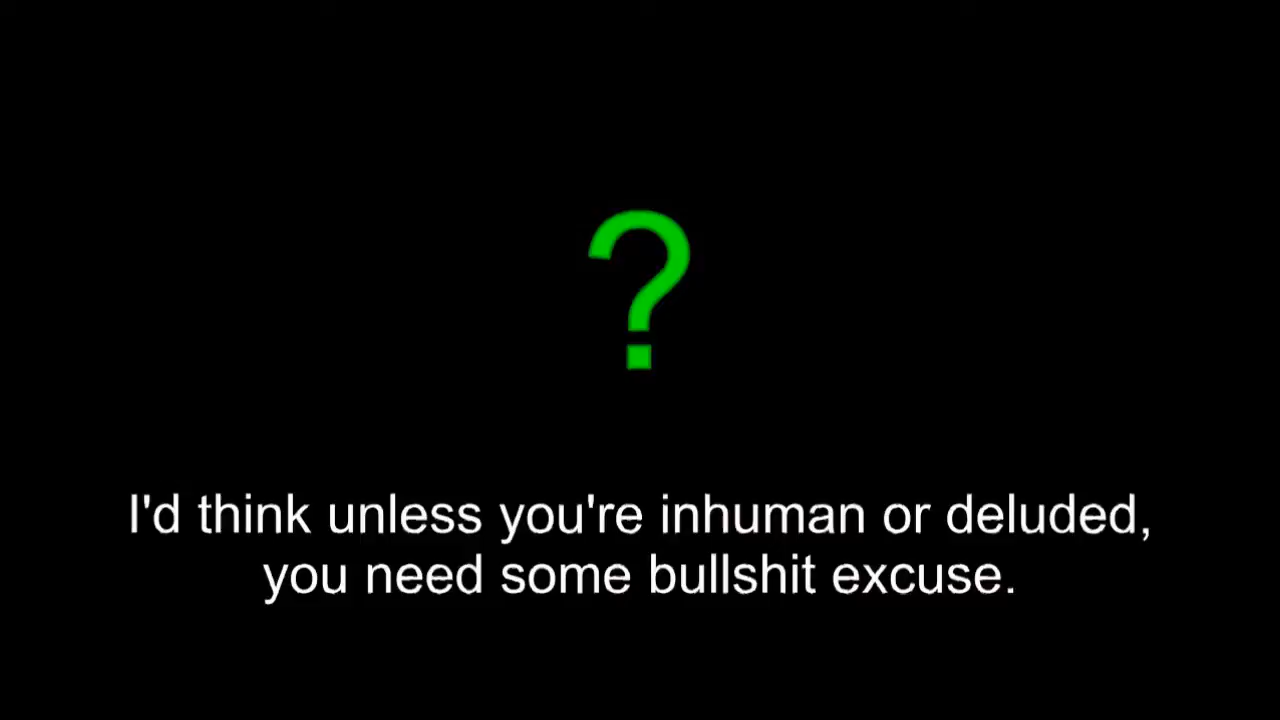 ?
I'd think unless you're inhuman or deluded,
you need some bullshit excuse.